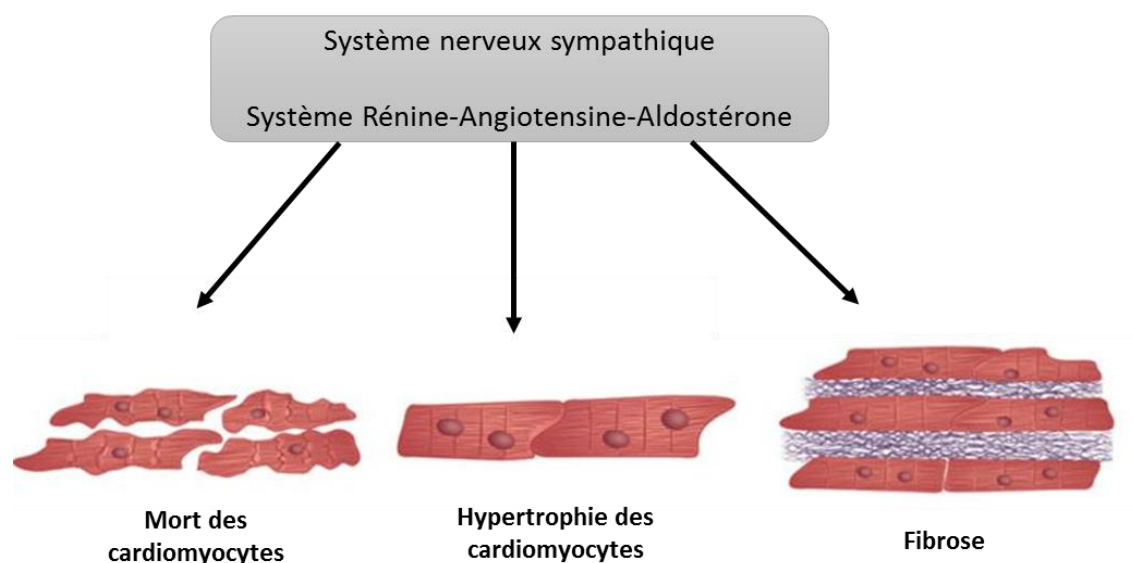 Système nerveux sympathique
Système Rénine-Angiotensine-Aldostérone
Mort des
cardiomyocytes
Hypertrophie des
cardiomyocytes
Fibrose